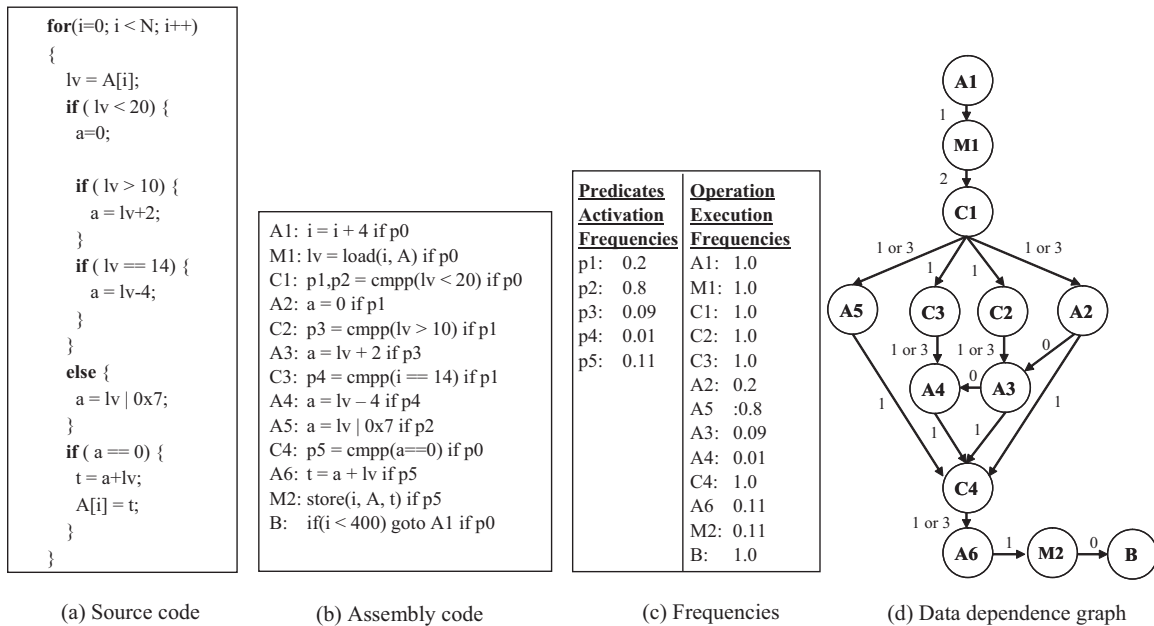 for(i=0; i < N; i++)
{
lv = A[i];
if ( lv < 20) {
a=0;
if ( lv > 10) {
a = lv+2;
}
if ( lv == 14) {
a = lv-4;
}
}
else {
a = lv | 0x7;
}
if ( a == 0) {
t = a+lv;
A[i] = t;
}
}
(a) Source code
A1: i = i + 4 if p0
M1: lv = load(i, A) if p0
C1: p1,p2 = cmpp(lv < 20) if p0
A2: a = 0 if p1
C2: p3 = cmpp(lv > 10) if p1
A3: a = lv + 2 if p3
C3: p4 = cmpp(i == 14) if p1
A4: a = lv – 4 if p4
A5: a = lv | 0x7 if p2
C4: p5 = cmpp(a==0) if p0
A6: t = a + lv if p5
M2: store(i, A, t) if p5
B: if(i < 400) goto A1 if p0
(b) Assembly code
Predicates
Activation
Frequencies
p1: 0.2
p2: 0.8
p3: 0.09
p4: 0.01
p5: 0.11
Operation
Execution
Frequencies
A1: 1.0
M1: 1.0
C1: 1.0
C2: 1.0
C3: 1.0
A2: 0.2
A5 :0.8
A3: 0.09
A4: 0.01
C4: 1.0
A6 0.11
M2: 0.11
B: 1.0
(c) Frequencies
A1
1
M1
2
C1
1 or 3
1
1
1 or 3
A5
C3
C2
A2
1 or 3
1 or 3
0
A4
0
A3
1
1
1
1
C4
1 or 3
A6
1
M2
0
B
(d) Data dependence graph